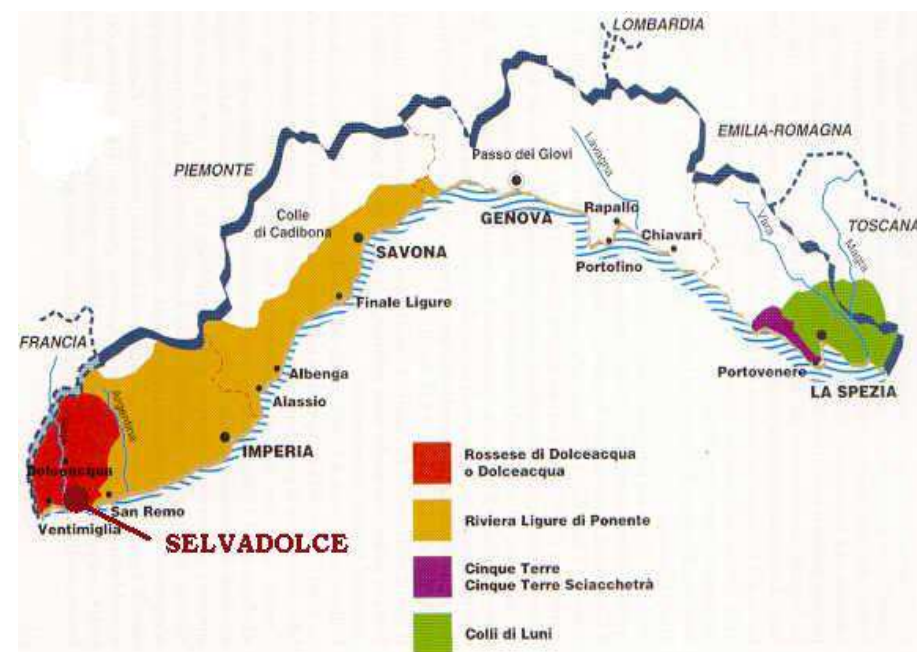 LOMBARDIA
EMILIA-ROMAGNA
PIEMONTE
Passo dei Giovi
Lavagna
TOSCANA
Colle
di Cadibona
GENOVA
Rapallo
Chiavari
Vara
Magra
SAVONA
Portofino
Finale Ligure
FRANCIA
Albenga
Alassio
Portovenere
LA SPEZIA
Argentina
IMPERIA
Dolceacqua
San Remo
Ventimiglia
SELVADOLCE
Rossese di Dolceacqua
o Dolceacqua
Riviera Ligure di Ponente
Cinque Terre
Cinque Terre Sciacchetrà
Colli di Luni